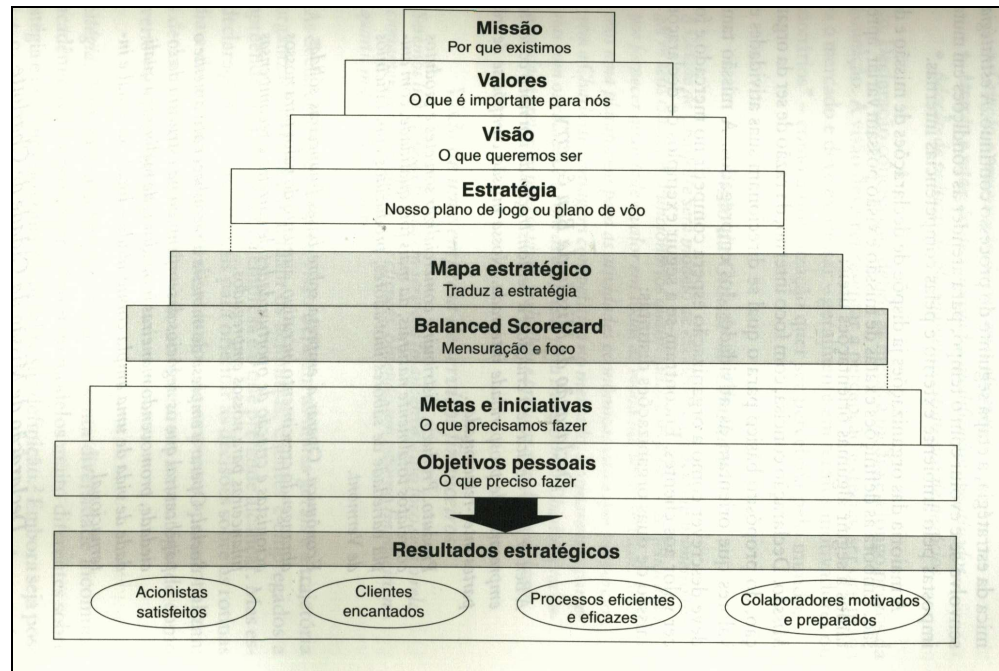 Missão
Por que existimos
Valores
O que é importante para nós
Visão
O que queremos ser
Estratégia
Nosso plano de jogo ou plano de vôo
Mapa estratégico
Traduz a estratégia
Balanced Scorecard
Mensuração e foco
Metas e iniciativas
O que precisamos fazer
Objetivos pessoais
O que preciso fazer
Resultados estratégicos
Acionistas
satisfeitos
Clientes
encantados
Processos eficientes
e eficazes
Colaboradores motivados
e preparados